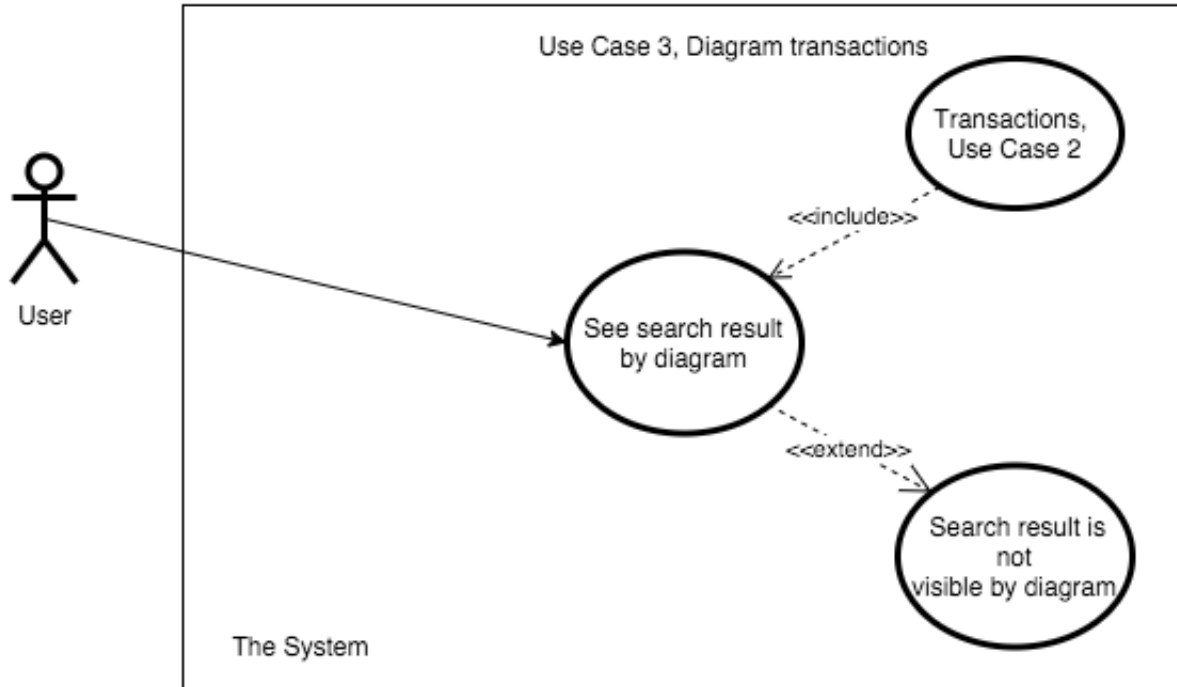 Use Case 3, Diagram transactions
Transactions,
Use Case 2
<<include>>
User
See search result
by diagram
<<extend>>
Search result is
not
visible by diagram
The System